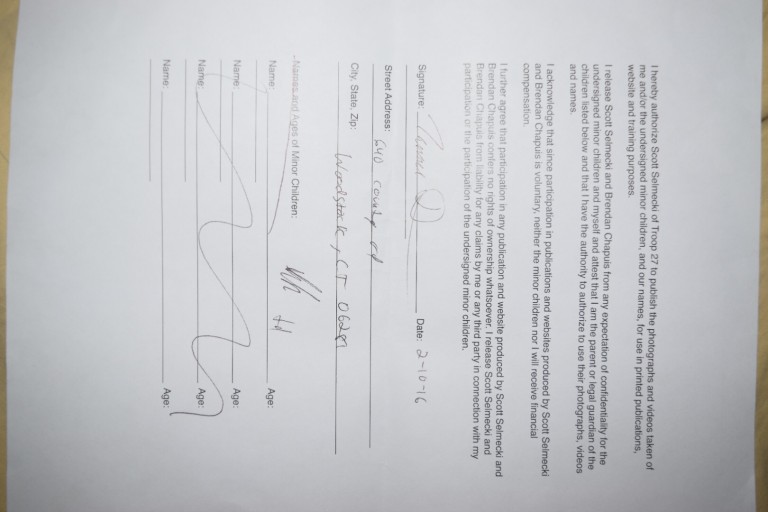 I hereby authorize Scott Selmecki of Troop 27 to publish the photographs and videos taken of
me and/or the undersigned minor children, and our names, for use in printed publications,
website and training purposes.
I release Scott Selmecki and Brendan Chapuis from any expectation of confidentiality for the
undersigned minor children and myself and attest that I am the parent or legal guardian of the
children listed below and that I have the authority to authorize to use their photographs, videos
and names.
I acknowledge that since participation in publications and websites produced by Scott Selmecki
and Brendan Chapuis is voluntary, neither the minor children nor I will receive financial
compensation.
I further agree that participation in any publication and website produced by Scott Selmecki and
Brendan Chapuis confers no rights of ownership whatsoever. I release Scott Selmecki and
Brendan Chapuis from liability for any claims by me or any third party in connection with my
participation or the participation of the undersigned minor children.
Signature: Date: 2-10-16
Street Address: 640 county rd
City, State, Zip: Woodstock, CT 06281
Names and Ages of Minor Children:
Name: Age:
Name: Age:
Name: Age:
Name: Age: